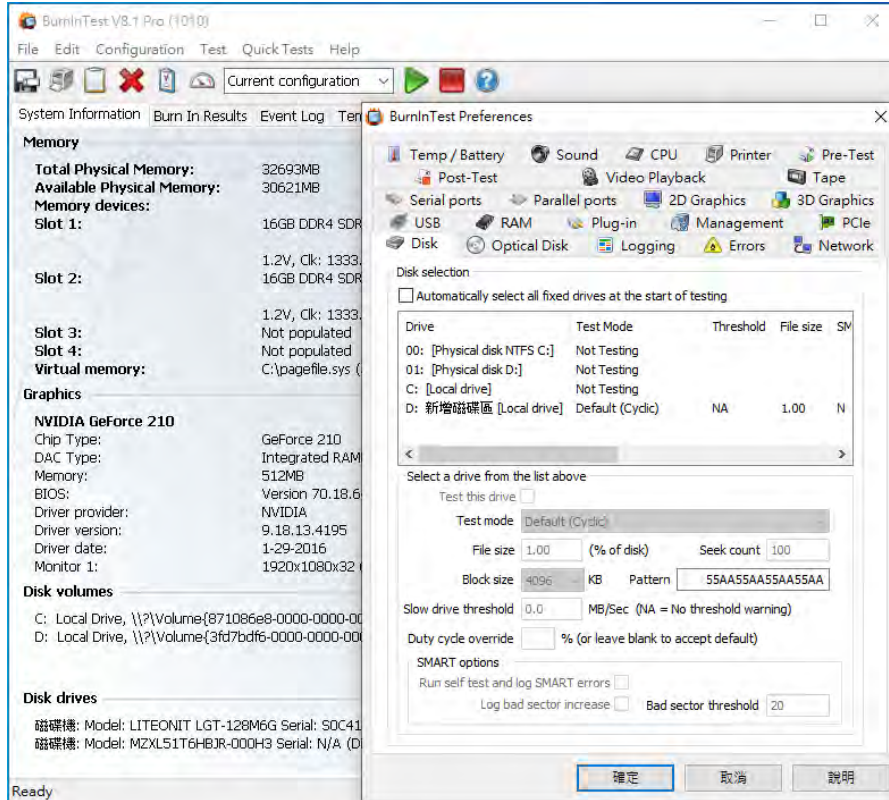 BurnInTest V8.1 Pro (1010)
File Edit Configuration Test Quick Tests Help
Current configuration
System Information Burn In Results Event Log Ten
Memory
Total Physical Memory: 32693MB
Available Physical Memory: 30621MB
Memory devices:
Slot 1: 16GB DDR4 SDR
1.2V, Clk: 1333.
Slot 2: 16GB DDR4 SDR
1.2V, Clk: 1333.
Slot 3: Not populated
Slot 4: Not populated
Virtual memory: C:\pagefile.sys (
Graphics
NVIDIA GeForce 210
Chip Type: GeForce 210
DAC Type: Integrated RAM
Memory: 512MB
BIOS: Version 70.18.6
Driver provider: NVIDIA
Driver version: 9.18.13.4195
Driver date: 1-29-2016
Monitor 1: 1920x1080x32 (
Disk volumes
C: Local Drive, \\?\Volume{871086e8-0000-0000-00
D: Local Drive, \\?\Volume{3fd7bdf6-0000-0000-00
Disk drives
磁碟機: Model: LITEONIT LGT-128M6G Serial: S0C41
磁碟機: Model: MZXL51T6HBJR-000H3 Serial: N/A (D
Ready
BurnInTest Preferences
Temp / Battery Sound CPU Printer Pre-Test
Post-Test Video Playback Tape
Serial ports Parallel ports 2D Graphics 3D Graphics
USB RAM Plug-in Management PCIe
Disk Optical Disk Logging Errors Network
Disk selection
Automatically select all fixed drives at the start of testing
Drive Test Mode Threshold File size SM
00: [Physical disk NTFS C:] Not Testing
01: [Physical disk D:] Not Testing
C: [Local drive] Not Testing
D: 新增磁碟區 [Local drive] Default (Cyclic) NA 1.00 N
Select a drive from the list above
Test this drive
Test mode Default (Cyclic)
File size 1.00 (% of disk) Seek count 100
Block size 4096 KB Pattern 55AA55AA55AA55AA
Slow drive threshold 0.0 MB/Sec (NA = No threshold warning)
Duty cycle override % (or leave blank to accept default)
SMART options
Run self test and log SMART errors
Log bad sector increase Bad sector threshold 20
確定 取消 說明